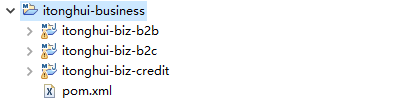 itonghui-business
itonghui-biz-b2b
itonghui-biz-b2c
itonghui-biz-credit
pom.xml